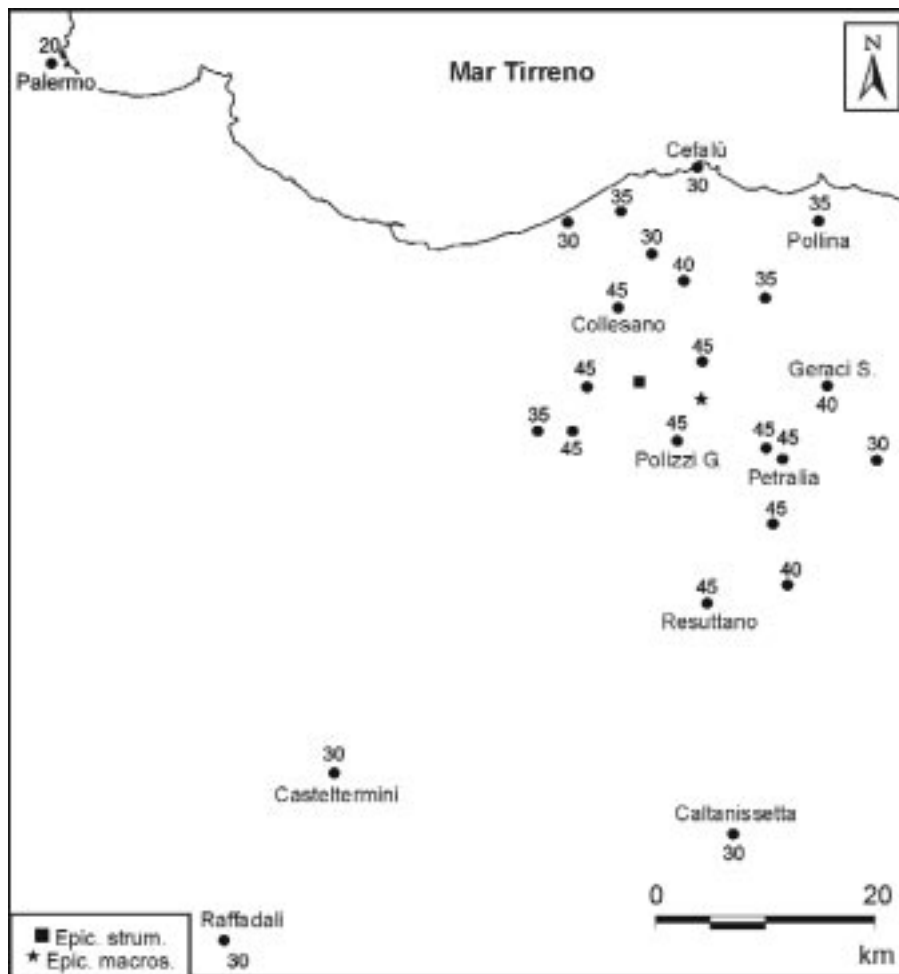 N
20
Palermo
Mar Tirreno
Cefalù
30
35
30
35
Pollina
30
40
35
45
Collesano
45
Geraci S.
40
45
35
45
45
Polizzi G
45
45
Petralia
30
45
40
45
Resuttano
30
Casteltermini
Caltanissetta
30
0 20
km
Raffadali
30
Epic. strum.
Epic. macros.